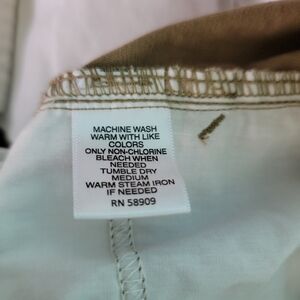 MACHINE WASH
WARM WITH LIKE
COLORS
ONLY NON-CHLORINE
BLEACH WHEN
NEEDED
TUMBLE DRY
MEDIUM
WARM STEAM IRON
IF NEEDED
RN 58909